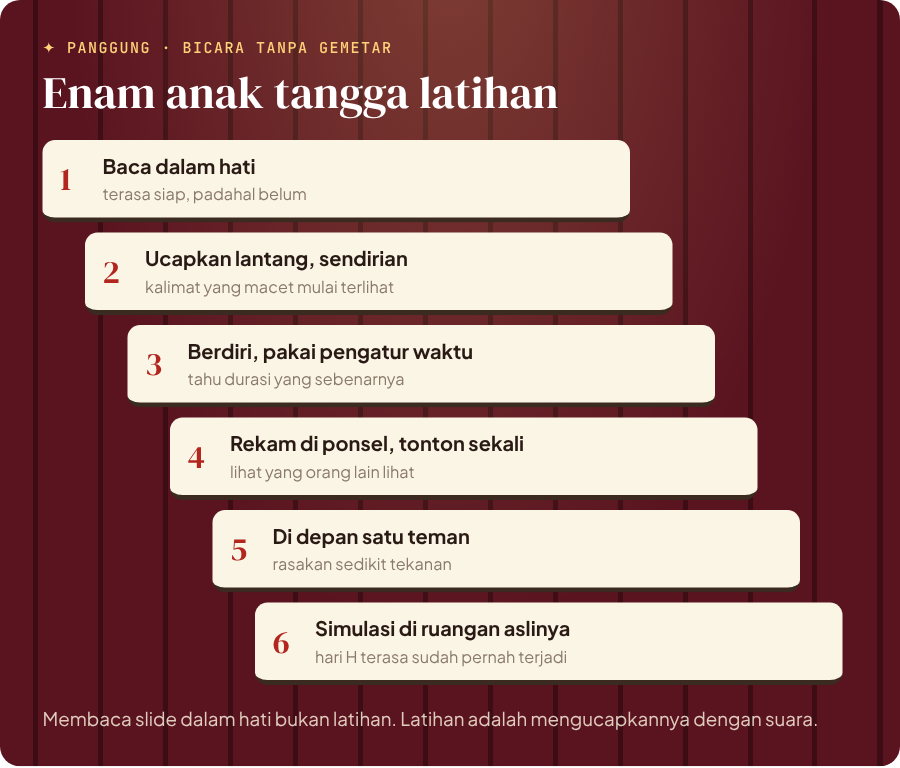 ✦ PANGGUNG · BICARA TANPA GEMETAR
Enam anak tangga latihan
1
Baca dalam hati
terasa siap, padahal belum
2
Ucapkan lantang, sendirian
kalimat yang macet mulai terlihat
3
Berdiri, pakai pengatur waktu
tahu durasi yang sebenarnya
4
Rekam di ponsel, tonton sekali
lihat yang orang lain lihat
5
Di depan satu teman
rasakan sedikit tekanan
6
Simulasi di ruangan aslinya
hari H terasa sudah pernah terjadi
Membaca slide dalam hati bukan latihan. Latihan adalah mengucapkannya dengan suara.